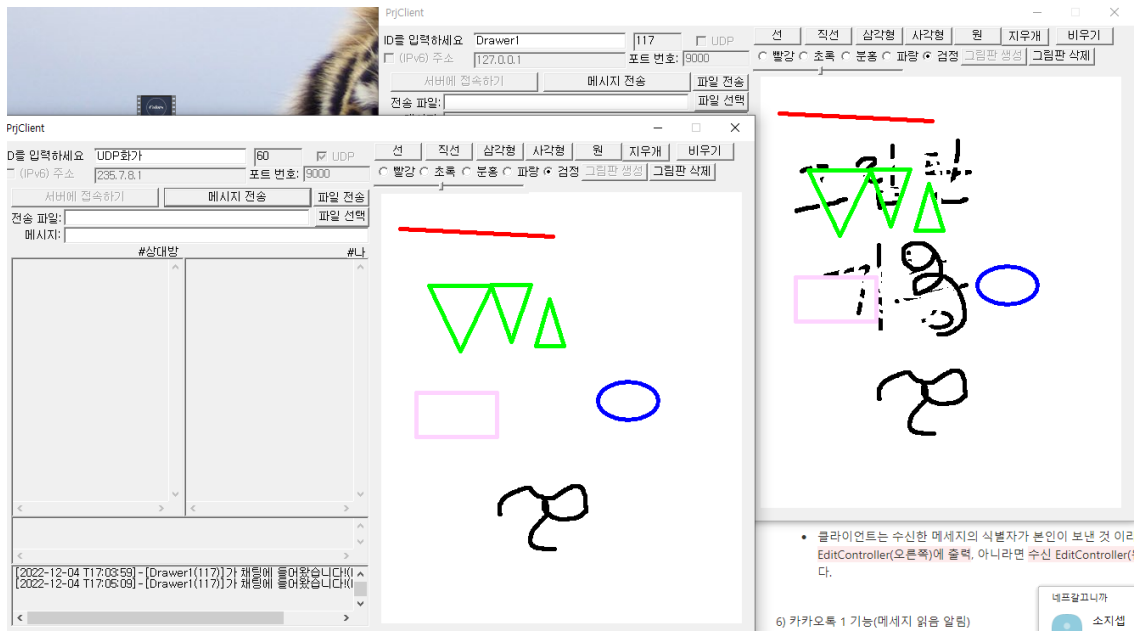 PrjClient
ID를 입력하세요 Drawer1 117 UDP
(IPv6) 주소 127.0.0.1 포트 번호: 9000
서버에 접속하기 메시지 전송 파일 전송
전송 파일: 파일 선택
선 직선 삼각형 사각형 원 지우개 비우기
빨강 초록 분홍 파랑 검정 그림판 생성 그림판 삭제
PrjClient
D를 입력하세요 UDP화가 60 UDP
(IPv6) 주소 235.7.8.1 포트 번호: 9000
서버에 접속하기 메시지 전송 파일 전송
전송 파일: 파일 선택
메시지:
#상대방 #나
선 직선 삼각형 사각형 원 지우개 비우기
빨강 초록 분홍 파랑 검정 그림판 생성 그림판 삭제
[2022-12-04 T17:03:59]-[Drawer1(117)]가 채팅에 들어왔습니다!(
[2022-12-04 T17:05:09]-[Drawer1(117)]가 채팅에 들어왔습니다!(
클라이언트는 수신한 메세지의 식별자가 본인이 보낸 것 이라
EditController(오른쪽)에 출력, 아니라면 수신 EditController(
다.
6) 카카오톡 1 기능(메세지 읽음 알림)
네프갈끄니까
소지섭